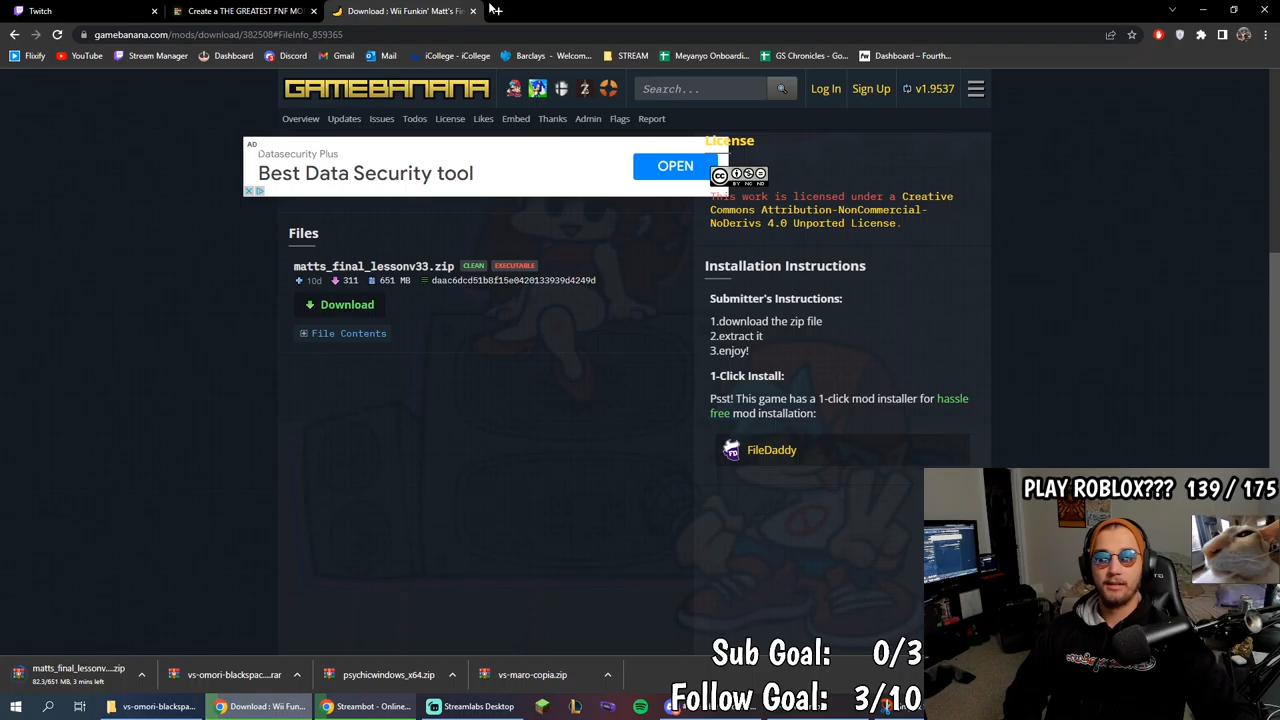 Twitch
Create a THE GREATEST FNF MO
Download : Wii Funkin' Matt's Fi
gamebanana.com/mods/download/382508#FileInfo_859365
Flixify
YouTube
Stream Manager
Dashboard
Discord
Gmail
Mail
iCollege - iCollege
Barclays - Welcom...
STREAM
Meyanyo Onboardi...
GS Chronicles - Go...
Dashboard – Fourth...
GAMEBANANA
Search...
Log In
Sign Up
v1.9537
Overview Updates Issues Todos License Likes Embed Thanks Admin Flags Report
AD
Datasecurity Plus
Best Data Security tool
OPEN
License
BY NC ND
This work is licensed under a Creative
Commons Attribution-NonCommercial-
NoDerivs 4.0 Unported License.
Files
matts_final_lessonv33.zip CLEAN EXECUTABLE
10d 311 651 MB daac6dcd51b8f15e0420133939d4249d
Download
File Contents
Installation Instructions
Submitter's Instructions:
1.download the zip file
2.extract it
3.enjoy!
1-Click Install:
Psst! This game has a 1-click mod installer for hassle
free mod installation:
FD FileDaddy
PLAY ROBLOX??? 139 / 175
Sub Goal: 0/3
Follow Goal: 3/10
matts_final_lessonv....zip
82.3/651 MB, 3 mins left
vs-omori-blackspac....rar
psychicwindows_x64.zip
vs-maro-copia.zip
vs-omori-blackspa...
Download : Wii Fun...
Streambot - Online...
Streamlabs Desktop